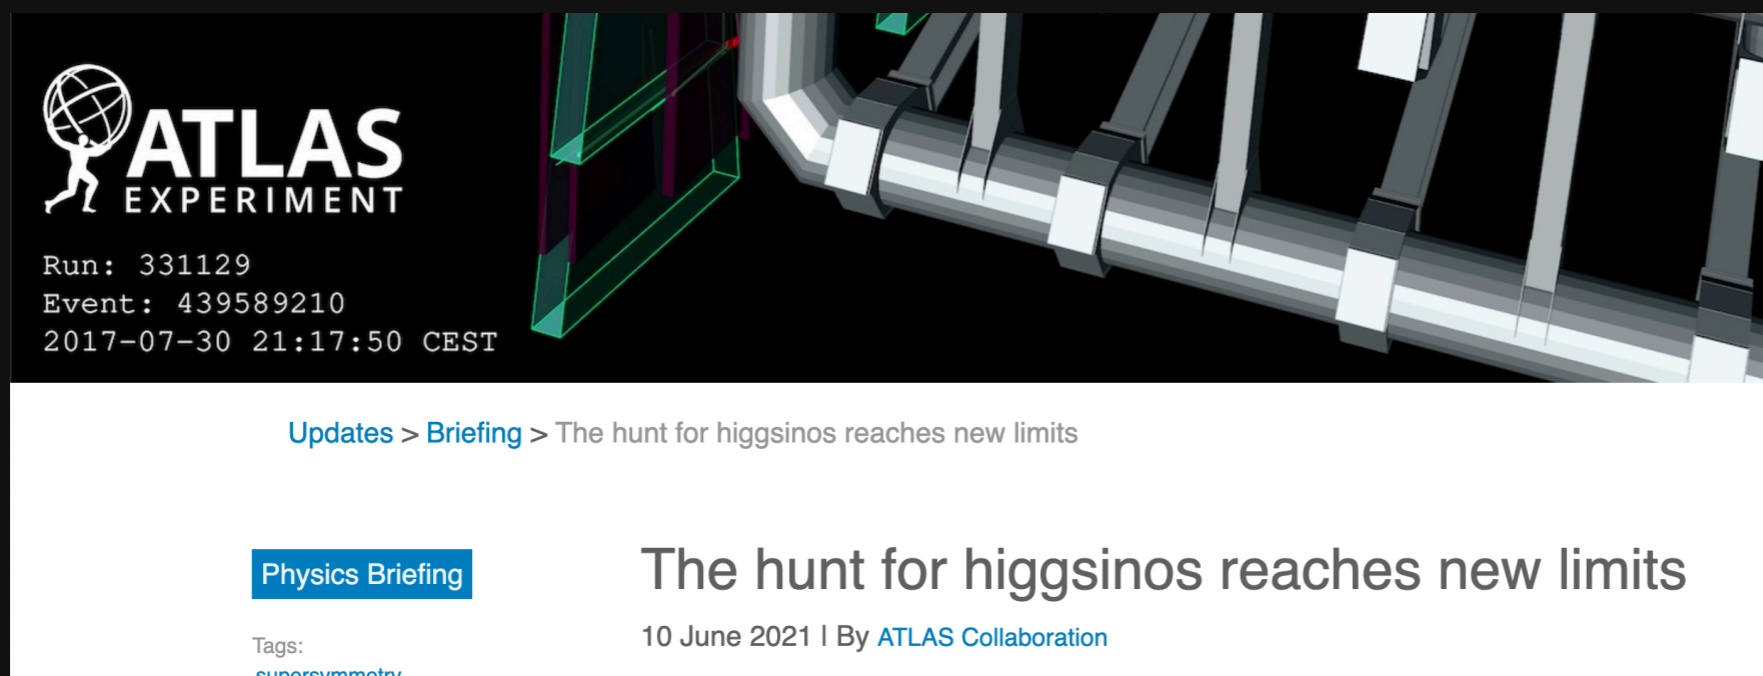 ATLAS
EXPERIMENT
Run: 331129
Event: 439589210
2017-07-30 21:17:50 CEST
Updates > Briefing > The hunt for higgsinos reaches new limits
Physics Briefing
The hunt for higgsinos reaches new limits
10 June 2021 | By ATLAS Collaboration
Tags:
supersymmetry